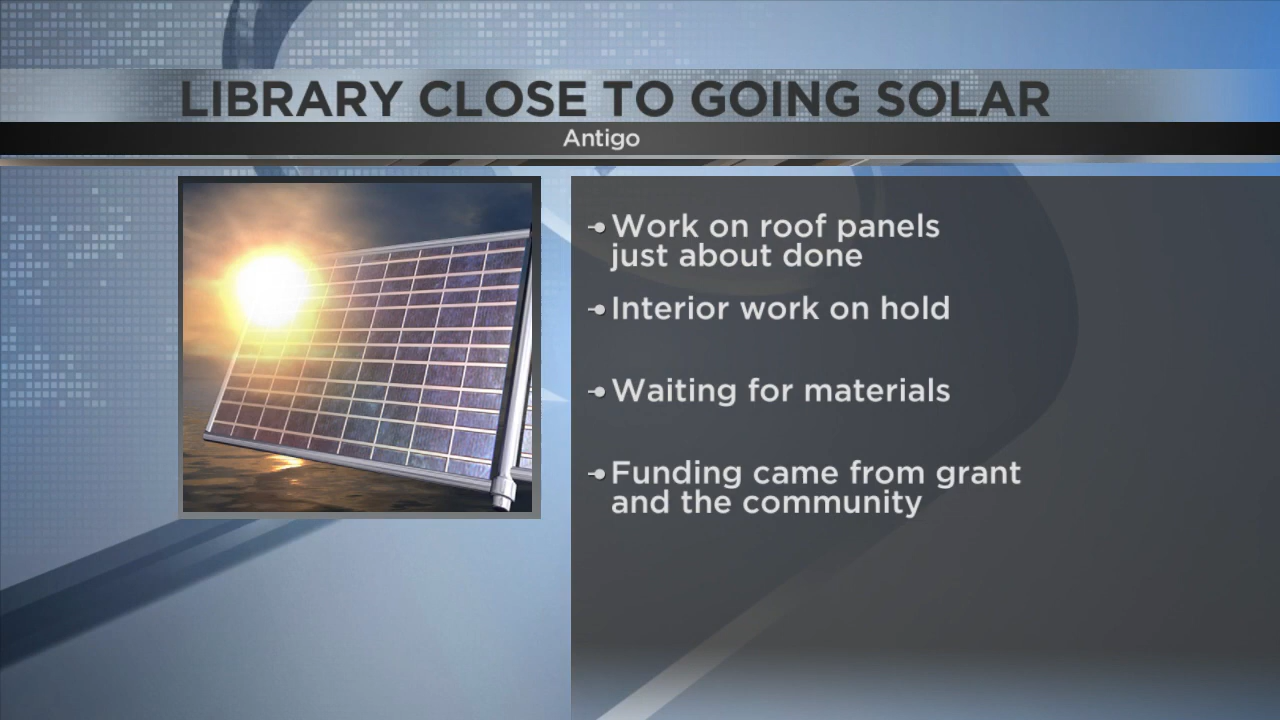 LIBRARY CLOSE TO GOING SOLAR
Antigo
Work on roof panels
just about done
Interior work on hold
Waiting for materials
Funding came from grant
and the community